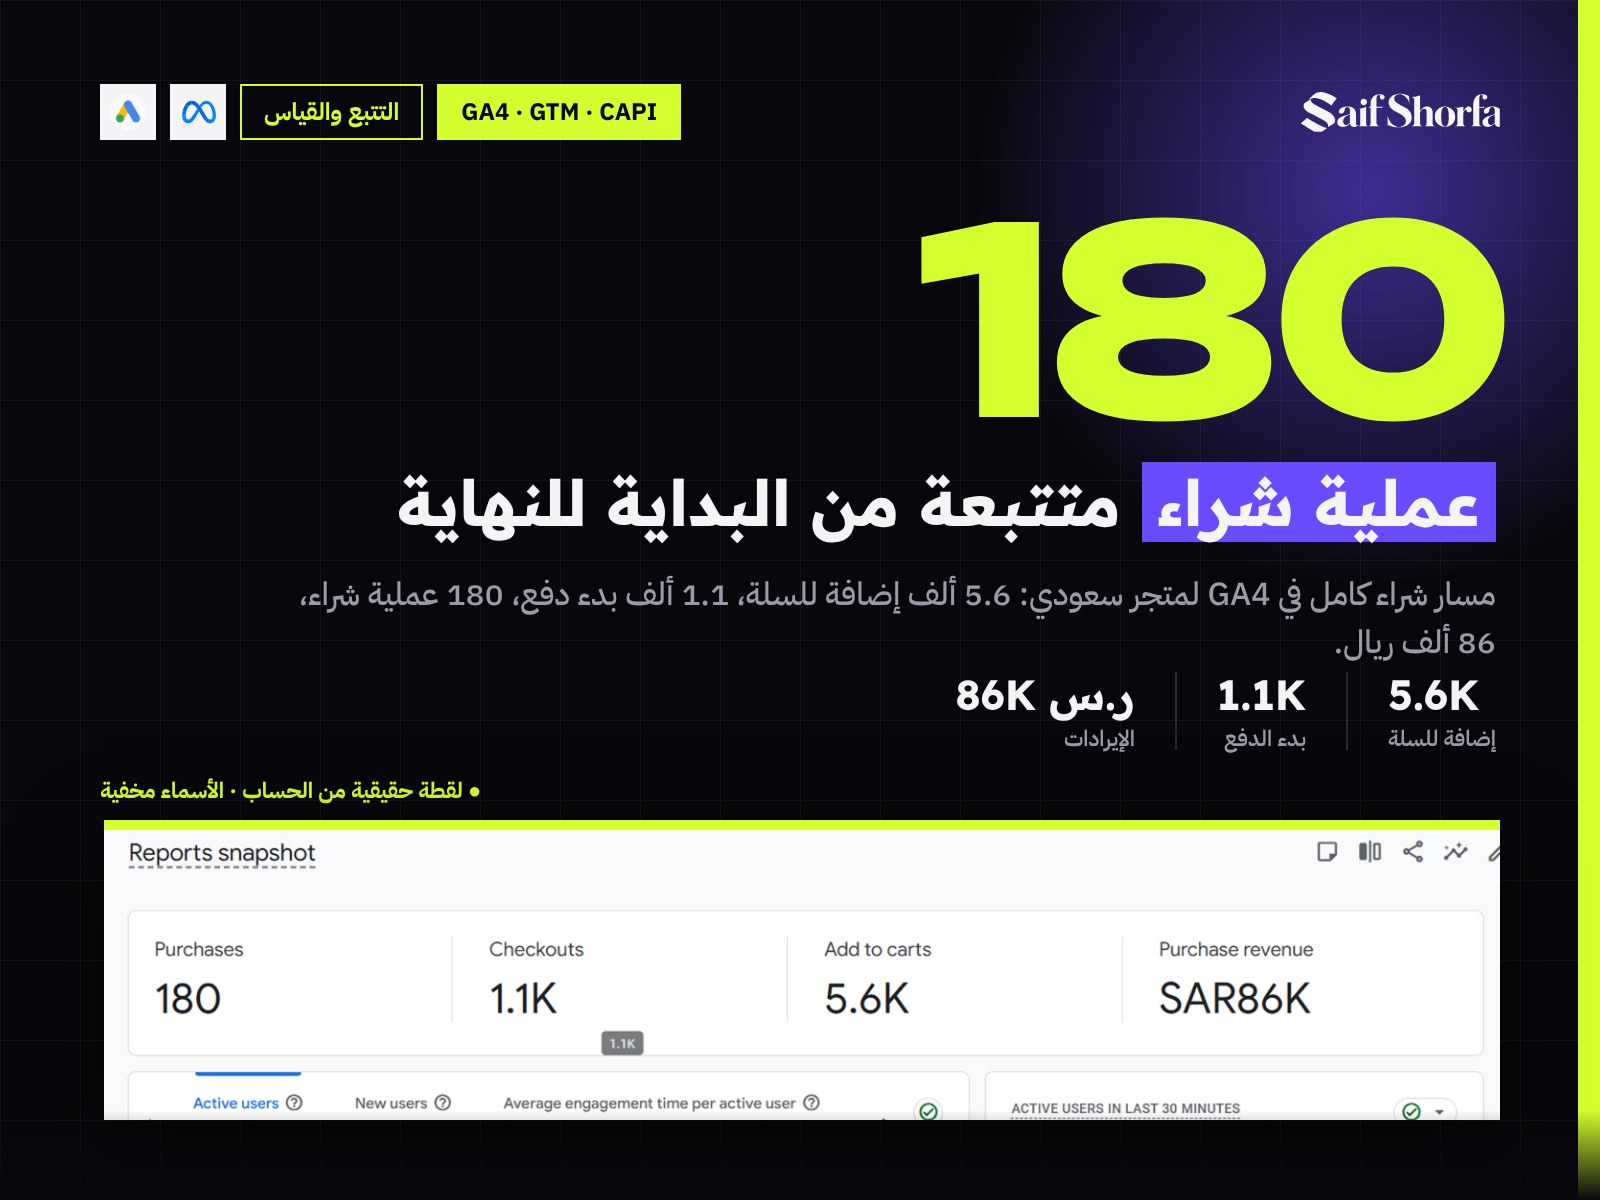 Saif Shorfa
GA4 · GTM · CAPI
التتبع والقياس
180
عملية شراء متتبعة من البداية للنهاية
مسار شراء كامل في GA4 لمتجر سعودي: 5.6 ألف إضافة للسلة، 1.1 ألف بدء دفع، 180 عملية شراء،
86 ألف ريال.
5.6K
إضافة للسلة
1.1K
بدء الدفع
86K ر.س
الإيرادات
● لقطة حقيقية من الحساب · الأسماء مخفية
Reports snapshot
Purchases
180
Checkouts
1.1K
Add to carts
5.6K
Purchase revenue
SAR86K
1.1K
Active users
New users
Average engagement time per active user
ACTIVE USERS IN LAST 30 MINUTES